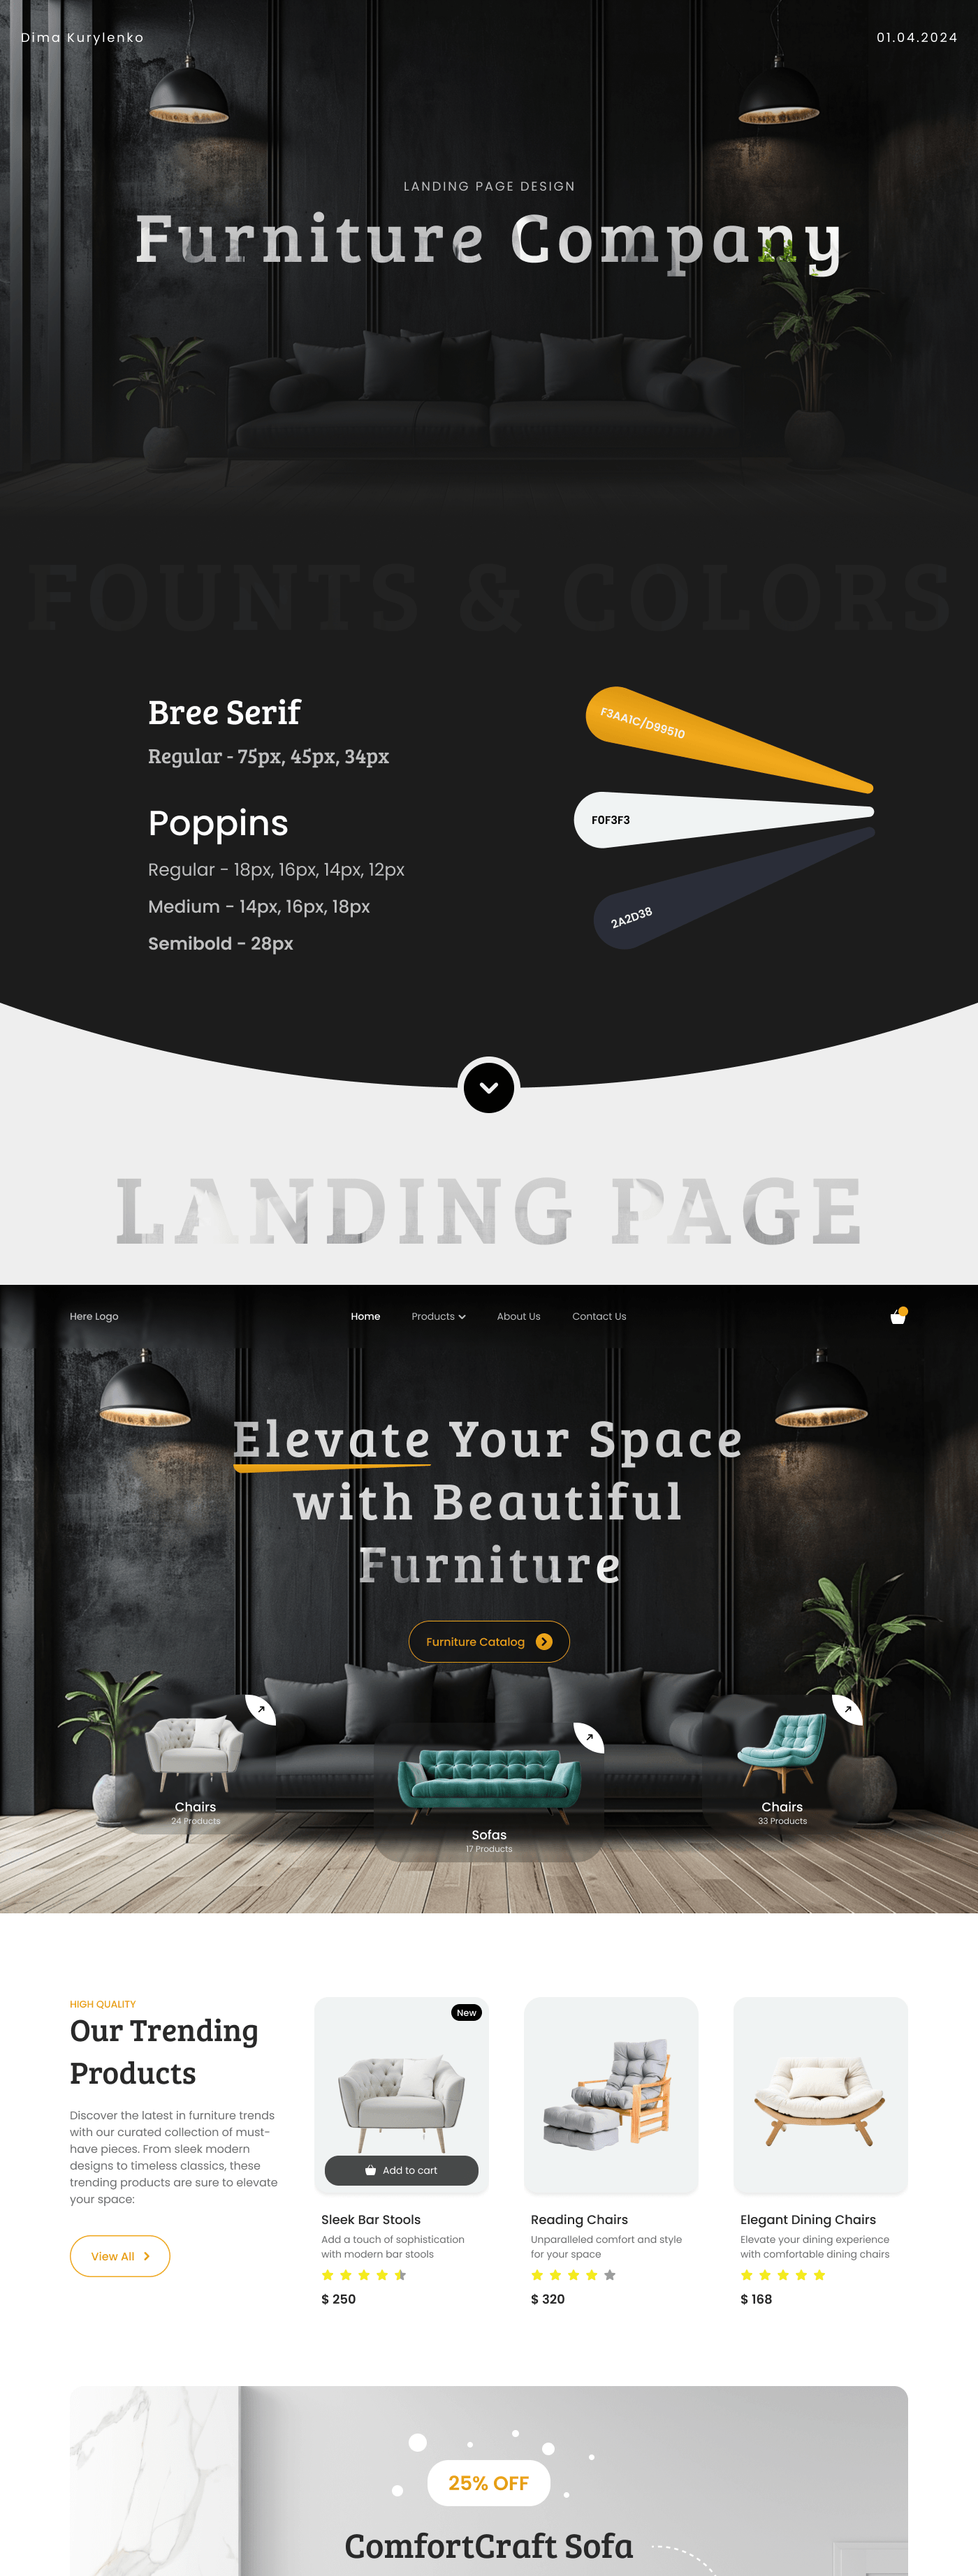 Dima Kurylenko
01.04.2024
LANDING PAGE DESIGN
Furniture Company
FOUNTS & COLORS
Bree Serif
Regular - 75px, 45px, 34px
Poppins
Regular - 18px, 16px, 14px, 12px
Medium - 14px, 16px, 18px
Semibold - 28px
F3AA1C/D99510
F0F3F3
2A2D38
LANDING PAGE
Here Logo
Home
Products
About Us
Contact Us
Elevate Your Space
with Beautiful
Furniture
Furniture Catalog
Chairs
24 Products
Sofas
17 Products
Chairs
33 Products
HIGH QUALITY
Our Trending
Products
Discover the latest in furniture trends
with our curated collection of must-
have pieces. From sleek modern
designs to timeless classics, these
trending products are sure to elevate
your space:
View All
New
Add to cart
Sleek Bar Stools
Add a touch of sophistication
with modern bar stools
$ 250
Reading Chairs
Unparalleled comfort and style
for your space
$ 320
Elegant Dining Chairs
Elevate your dining experience
with comfortable dining chairs
$ 168
25% OFF
ComfortCraft Sofa